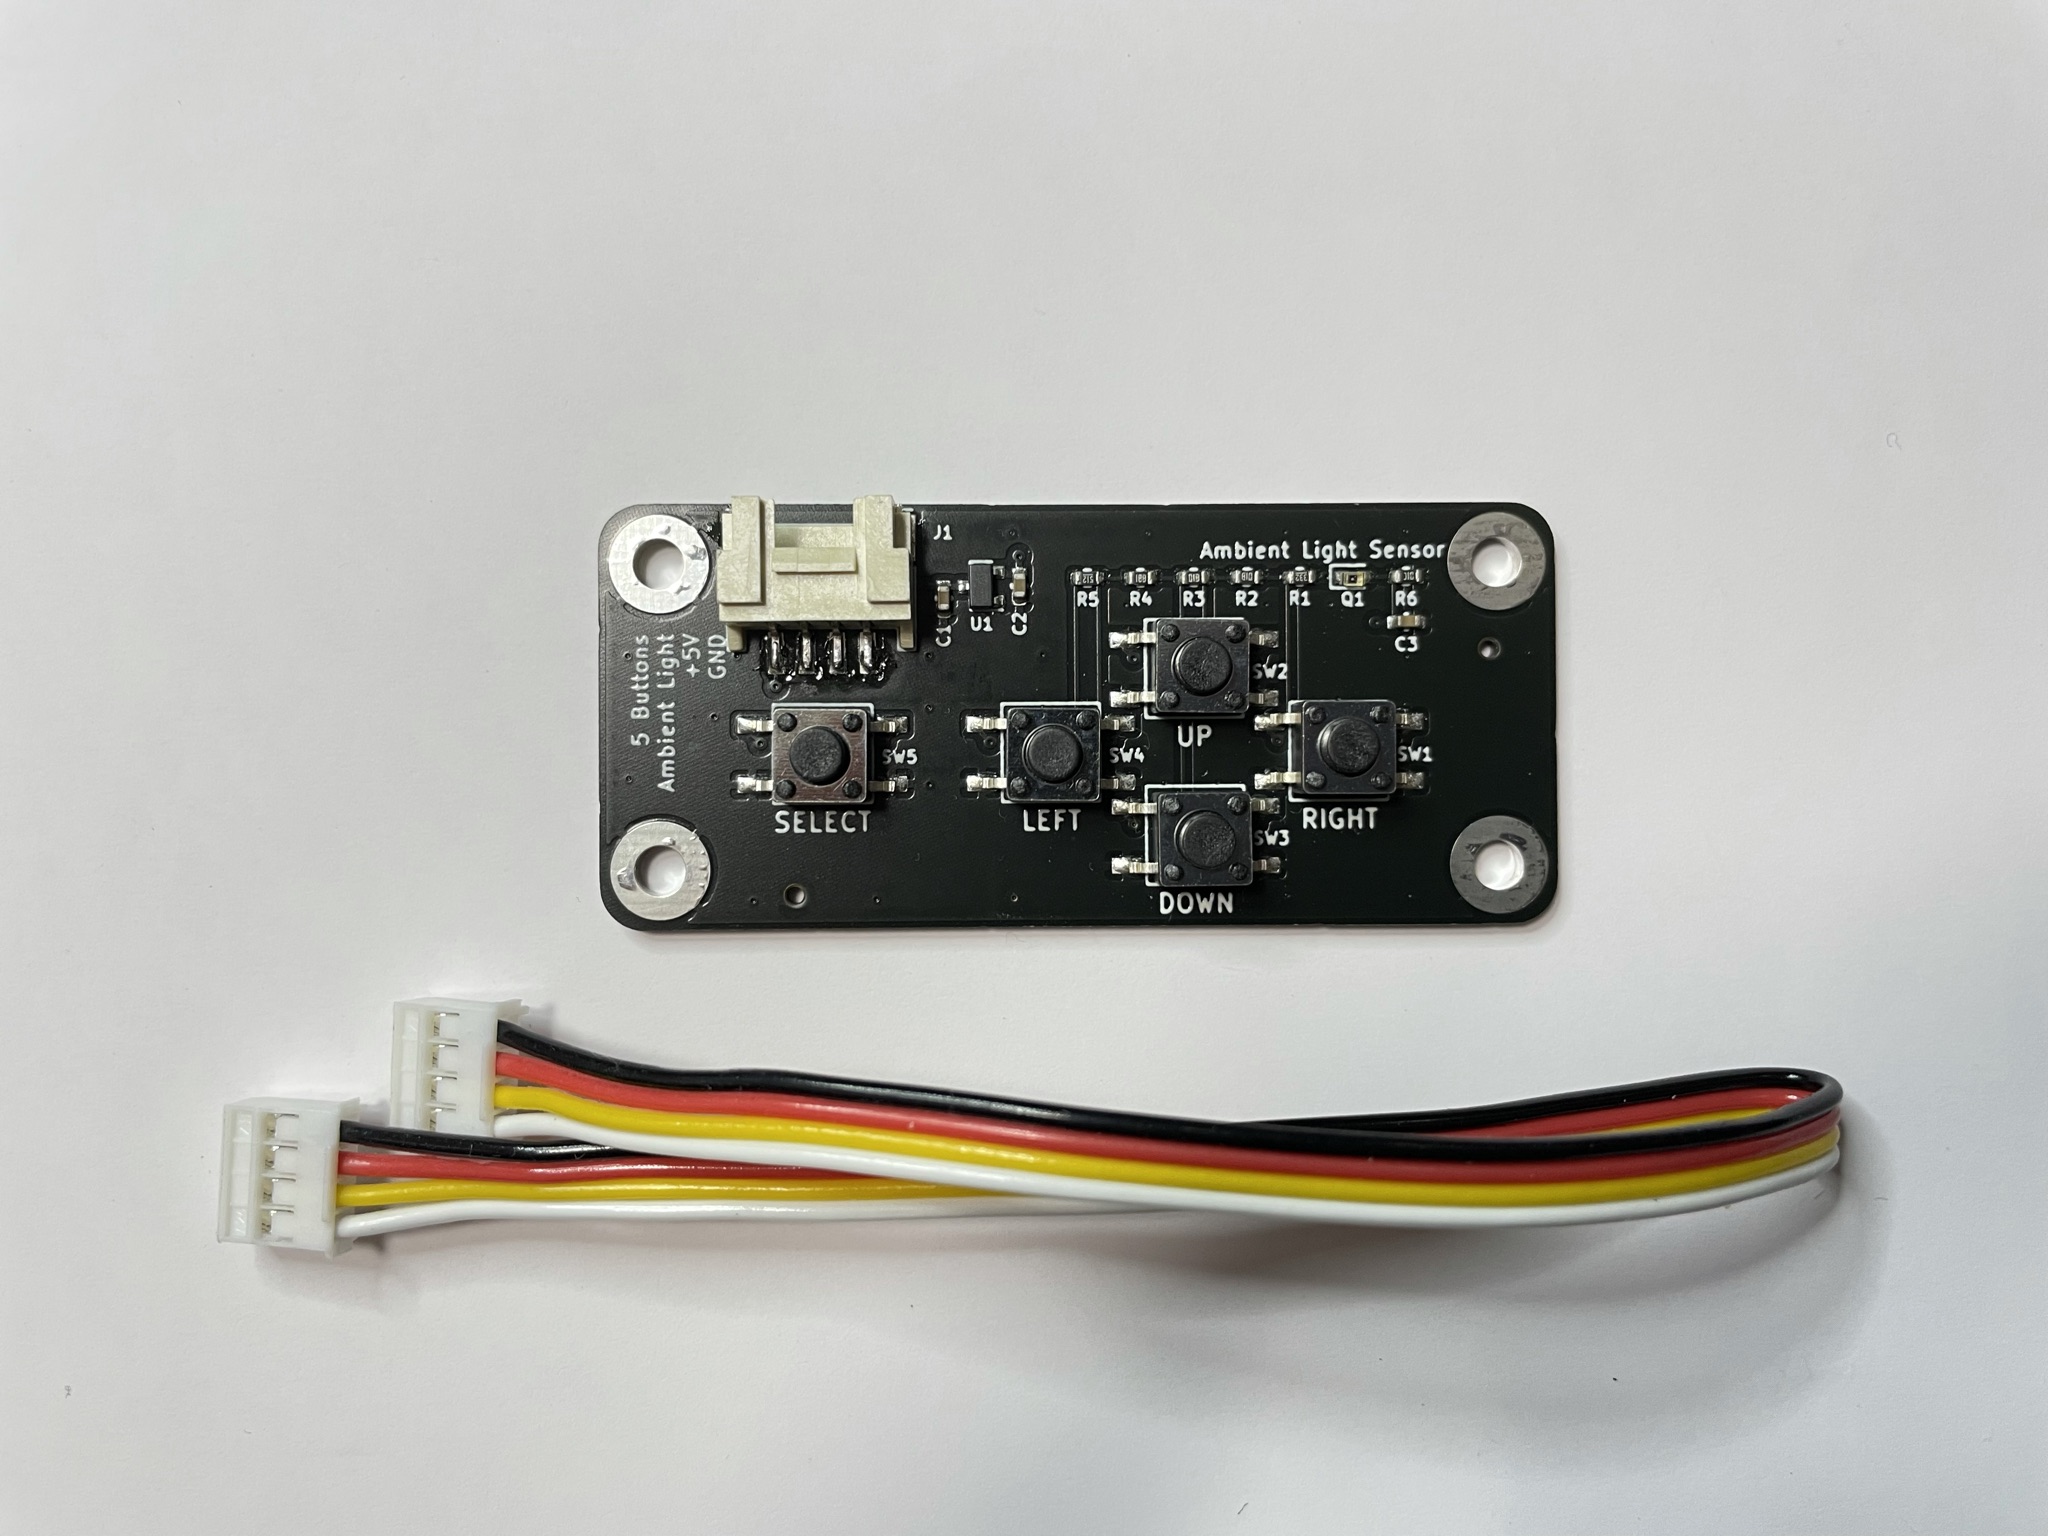 J1
Ambient Light Sensor
R5
R4
R3
R2
R1
Q1
R6
C1
U1
C2
C3
5 Buttons
Ambient Light
+5V
GND
SW2
UP
SW5
SELECT
SW4
LEFT
SW1
RIGHT
SW3
DOWN